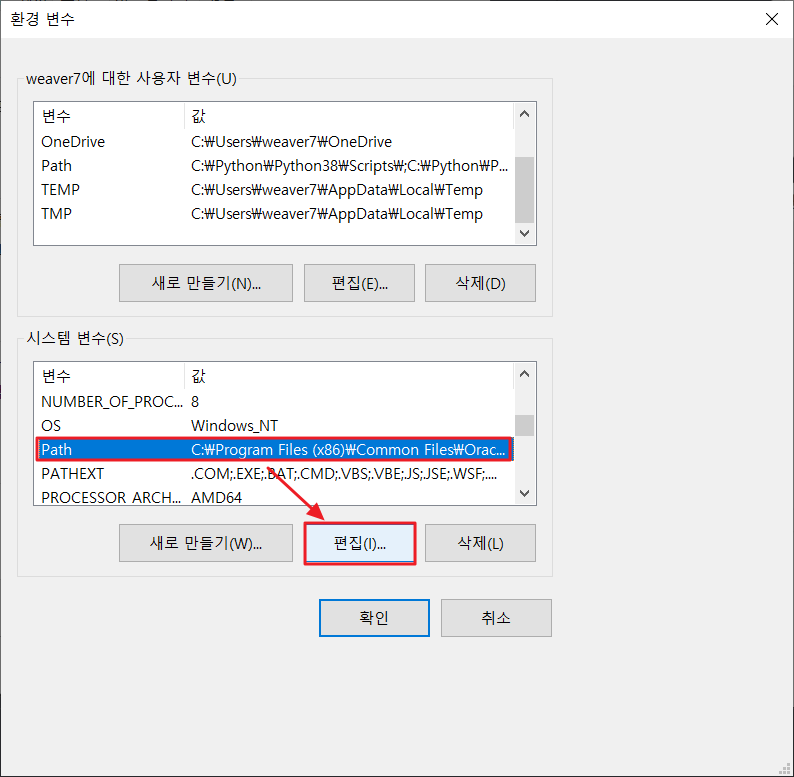 환경 변수
weaver7에 대한 사용자 변수(U)
변수 값
OneDrive C:₩Users₩weaver7₩OneDrive
Path C:₩Python₩Python38₩Scripts₩;C:₩Python₩P...
TEMP C:₩Users₩weaver7₩AppData₩Local₩Temp
TMP C:₩Users₩weaver7₩AppData₩Local₩Temp
새로 만들기(N)... 편집(E)... 삭제(D)
시스템 변수(S)
변수 값
NUMBER_OF_PROC... 8
OS Windows_NT
Path C:₩Program Files (x86)₩Common Files₩Orac...
PATHEXT .COM;.EXE;.BAT;.CMD;.VBS;.VBE;.JS;.JSE;.WSF;....
PROCESSOR_ARCH... AMD64
새로 만들기(W)... 편집(I)... 삭제(L)
확인 취소